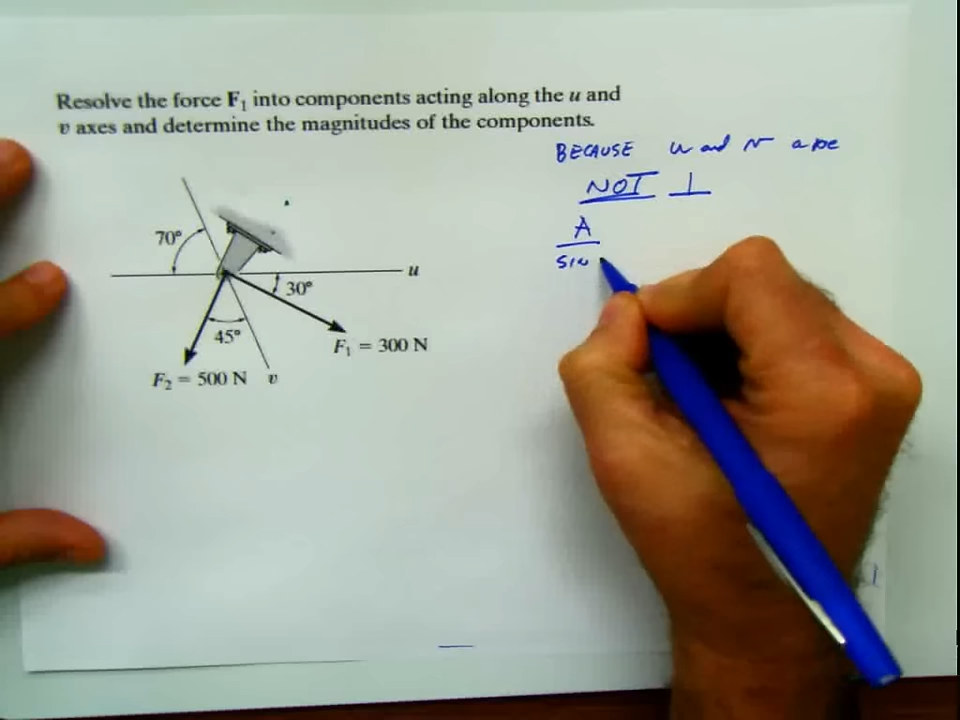 Resolve the force F₁ into components acting along the u and
v axes and determine the magnitudes of the components.
BECAUSE u and v are
NOT ⊥
A
sin
70°
u
30°
45°
F₁ = 300 N
F₂ = 500 N v